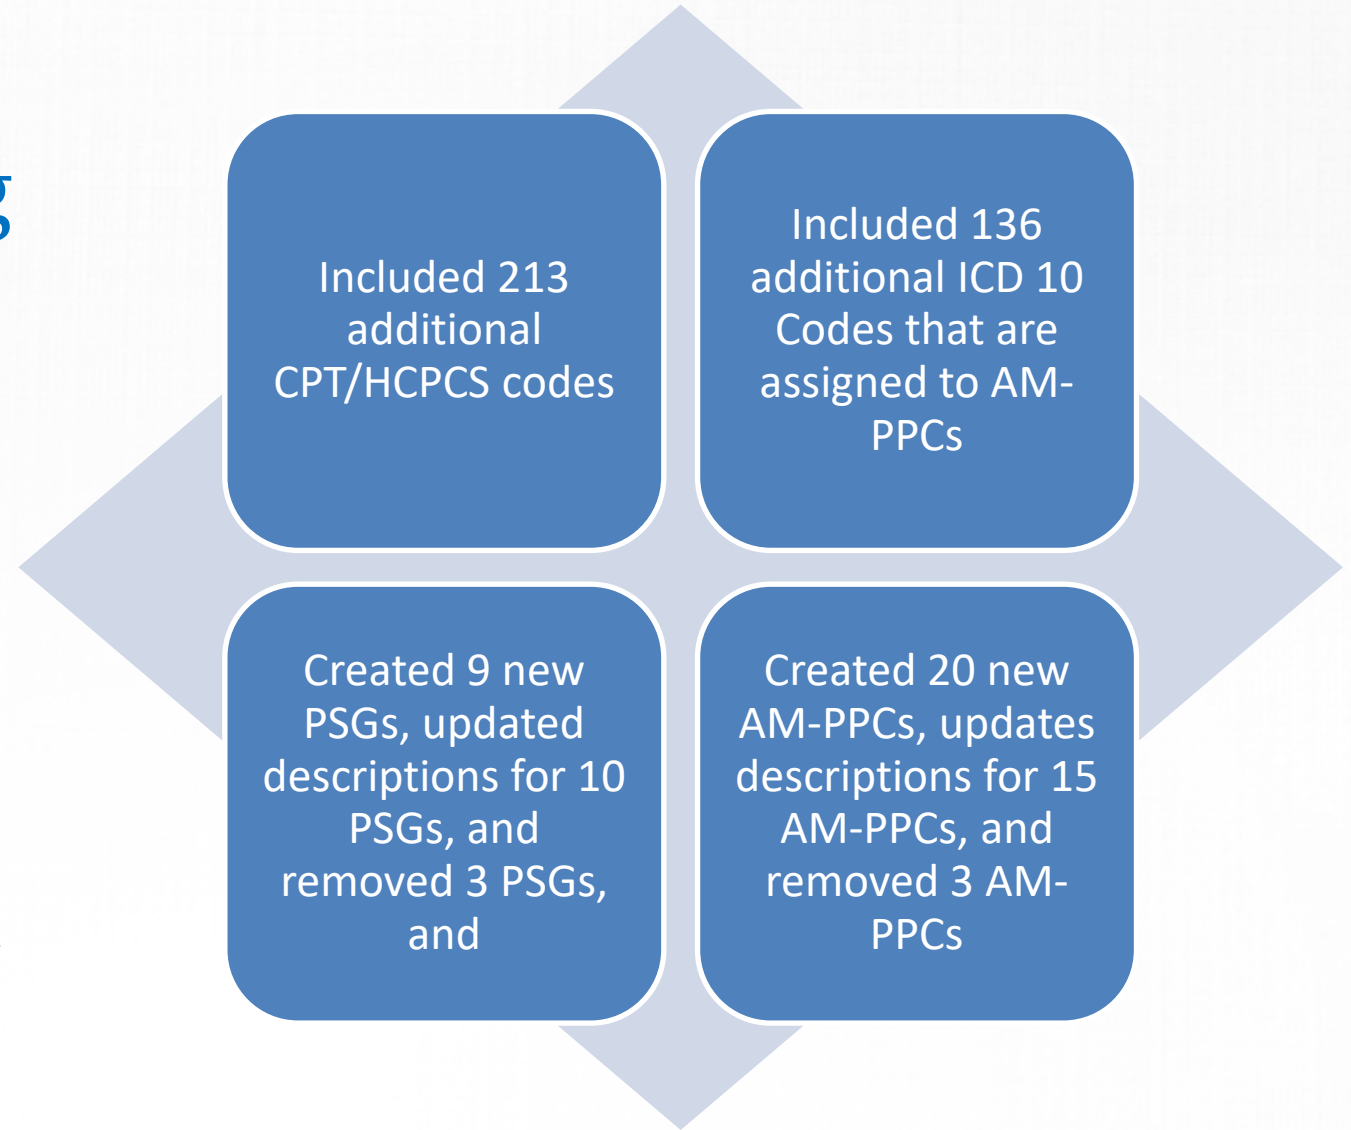 g
Included 213
additional
CPT/HCPCS codes
Included 136
additional ICD 10
Codes that are
assigned to AM-
PPCs
Created 9 new
PSGs, updated
descriptions for 10
PSGs, and
removed 3 PSGs,
and
Created 20 new
AM-PPCs, updates
descriptions for 15
AM-PPCs, and
removed 3 AM-
PPCs